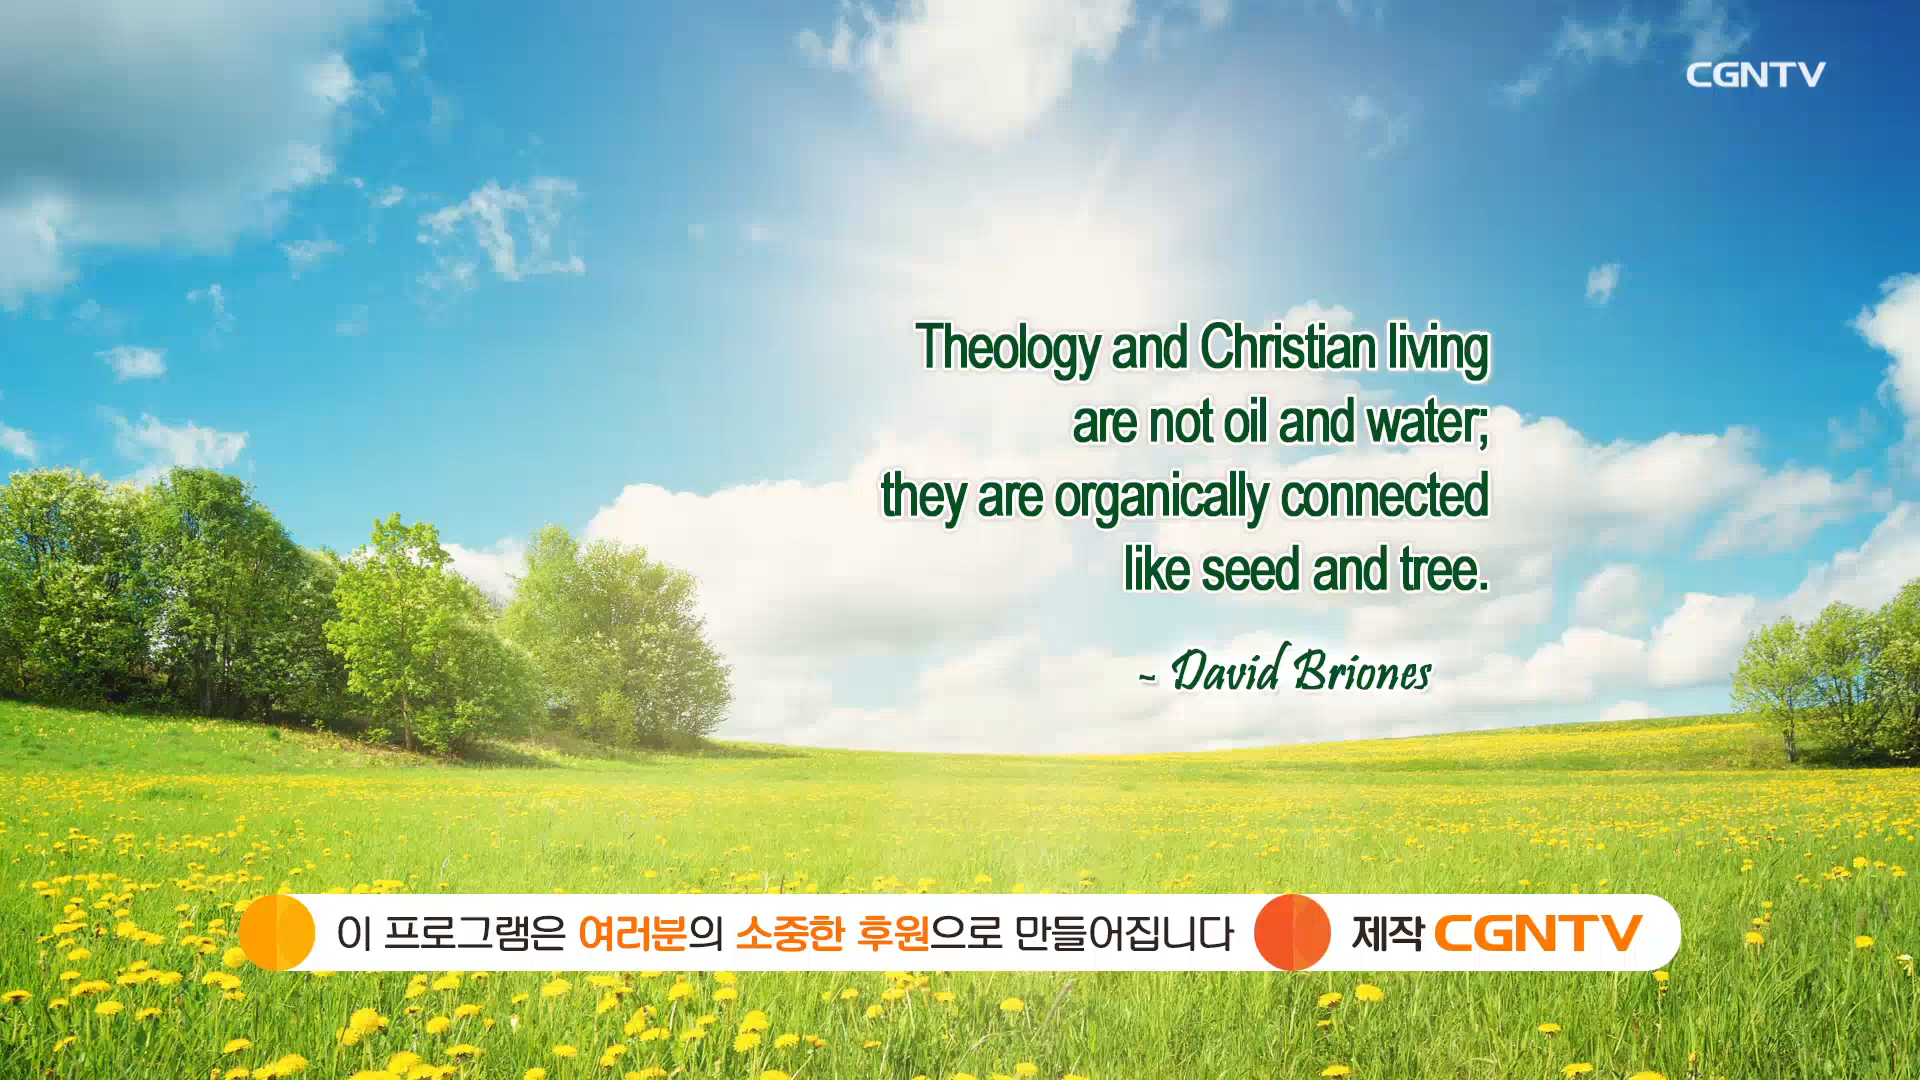 CGNTV
Theology and Christian living
are not oil and water;
they are organically connected
like seed and tree.
~ David Briones
이 프로그램은 여러분의 소중한 후원으로 만들어집니다 제작 CGNTV